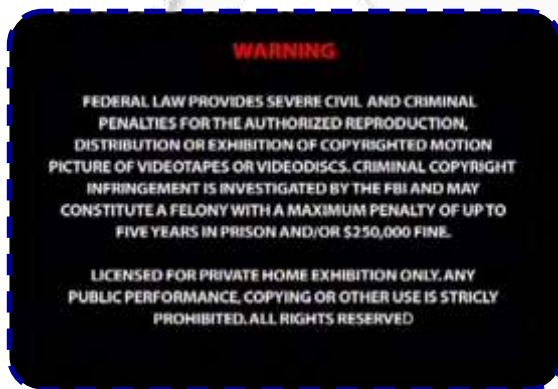 WARNING
FEDERAL LAW PROVIDES SEVERE CIVIL AND CRIMINAL
PENALTIES FOR THE AUTHORIZED REPRODUCTION,
DISTRIBUTION OR EXHIBITION OF COPYRIGHTED MOTION
PICTURE OF VIDEOTAPES OR VIDEODISCS. CRIMINAL COPYRIGHT
INFRINGEMENT IS INVESTIGATED BY THE FBI AND MAY
CONSTITUTE A FELONY WITH A MAXIMUM PENALTY OF UP TO
FIVE YEARS IN PRISON AND/OR $250,000 FINE.
LICENSED FOR PRIVATE HOME EXHIBITION ONLY. ANY
PUBLIC PERFORMANCE, COPYING OR OTHER USE IS STRICLY
PROHIBITED. ALL RIGHTS RESERVED